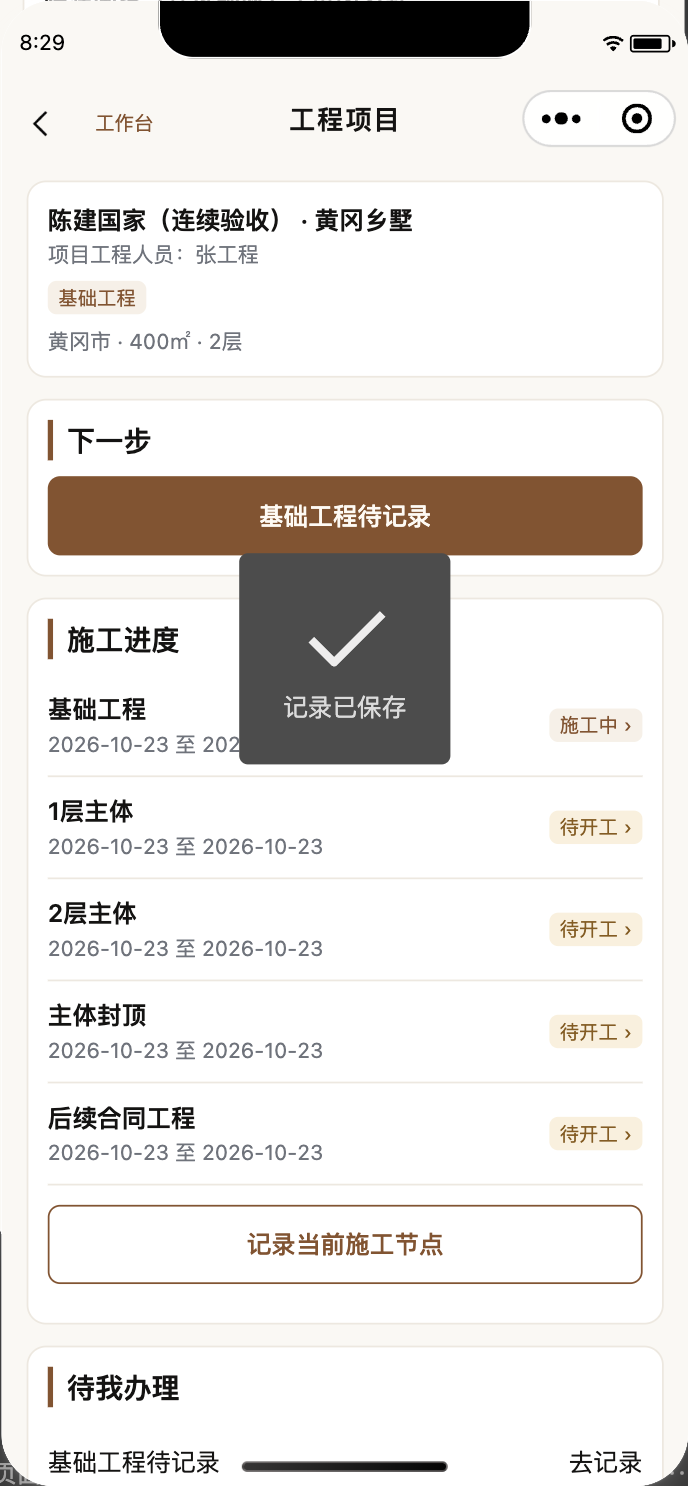 8:29
工作台
工程项目
陈建国家（连续验收）·黄冈乡墅
项目工程人员：张工程
基础工程
黄冈市 · 400㎡ · 2层
下一步
基础工程待记录
记录已保存
施工进度
基础工程
2026-10-23 至 202
施工中 ›
1层主体
2026-10-23 至 2026-10-23
待开工 ›
2层主体
2026-10-23 至 2026-10-23
待开工 ›
主体封顶
2026-10-23 至 2026-10-23
待开工 ›
后续合同工程
2026-10-23 至 2026-10-23
待开工 ›
记录当前施工节点
待我办理
基础工程待记录
去记录